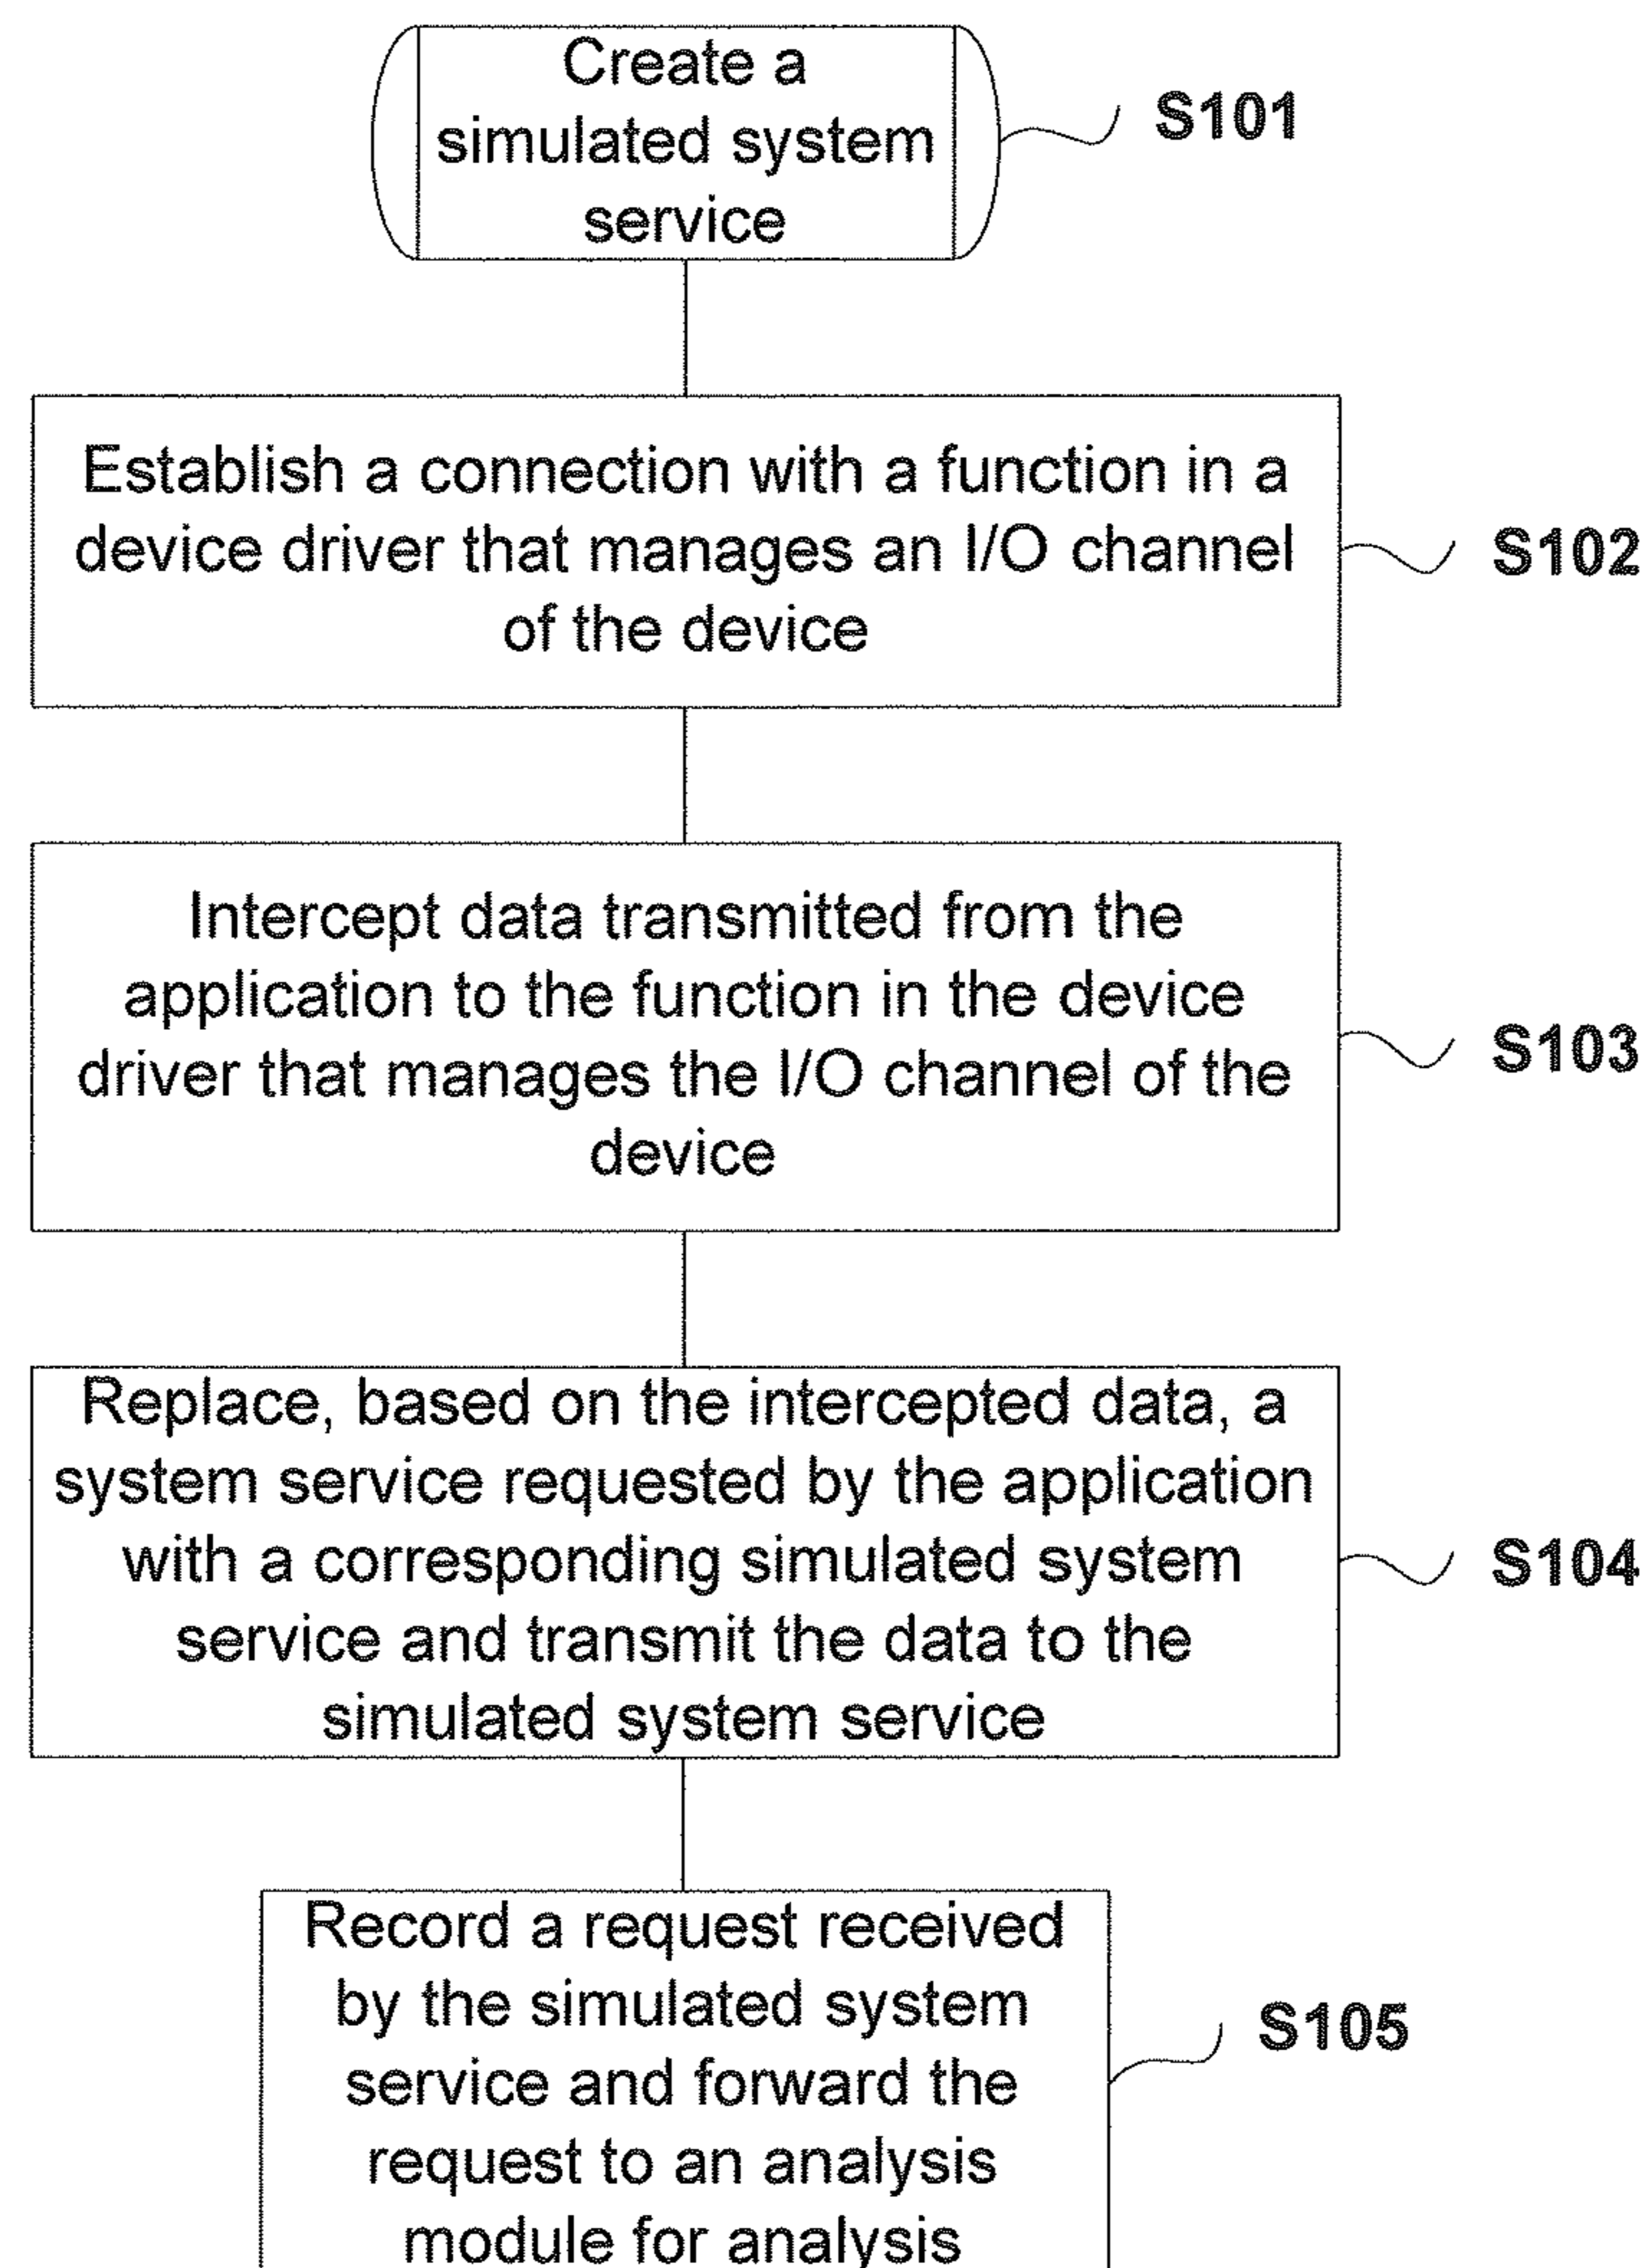 Create a
simulated system
service
S101
Establish a connection with a function in a
device driver that manages an I/O channel
of the device
S102
Intercept data transmitted from the
application to the function in the device
driver that manages the I/O channel of the
device
S103
Replace, based on the intercepted data, a
system service requested by the application
with a corresponding simulated system
service and transmit the data to the
simulated system service
S104
Record a request received
by the simulated system
service and forward the
request to an analysis
module for analysis
S105